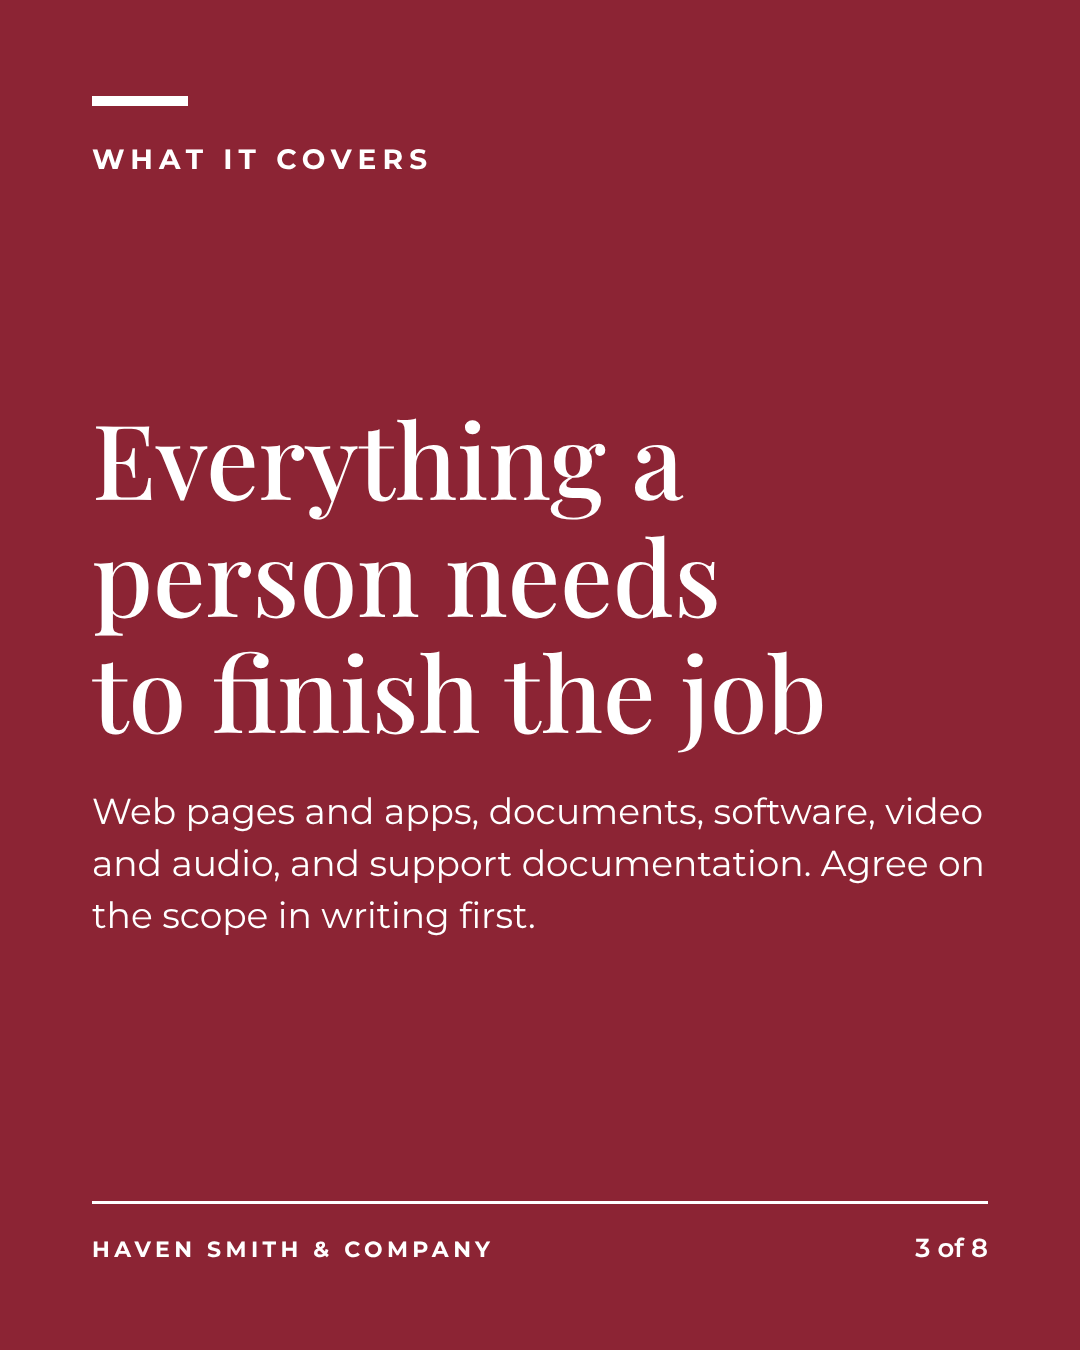 WHAT IT COVERS
Everything a
person needs
to finish the job
Web pages and apps, documents, software, video
and audio, and support documentation. Agree on
the scope in writing first.
HAVEN SMITH & COMPANY
3 of 8